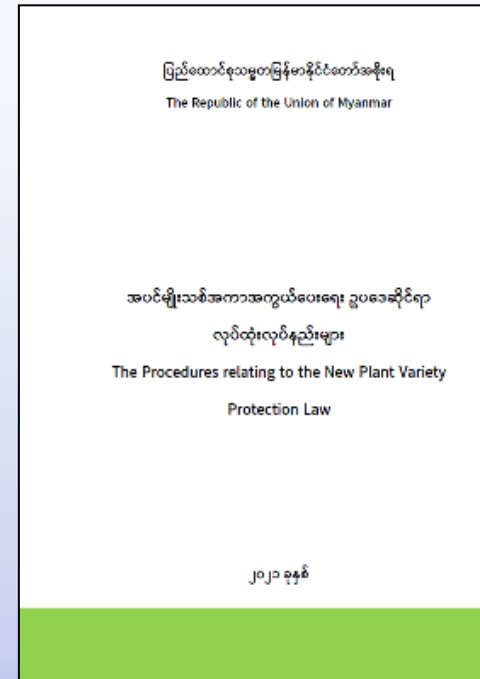 ပြည်ထောင်စုသမ္မတမြန်မာနိုင်ငံတော်အစိုးရ
The Republic of the Union of Myanmar
အပင်မျိုးသစ်အကာအကွယ်ပေးရေး ဥပဒေဆိုင်ရာ
လုပ်ထုံးလုပ်နည်းများ
The Procedures relating to the New Plant Variety
Protection Law
၂၀၂၁ ခုနှစ်